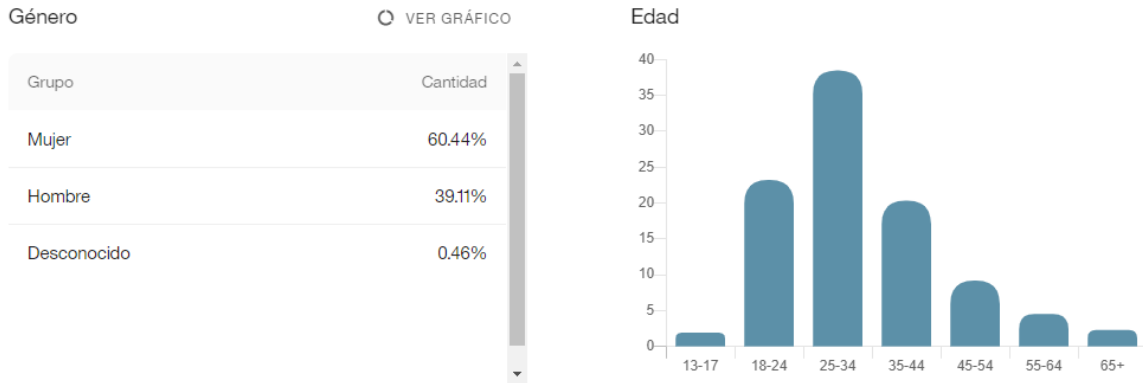 Género
VER GRÁFICO
Grupo Cantidad
Mujer 60.44%
Hombre 39.11%
Desconocido 0.46%
Edad
40
35
30
25
20
15
10
5
0
13-17 18-24 25-34 35-44 45-54 55-64 65+